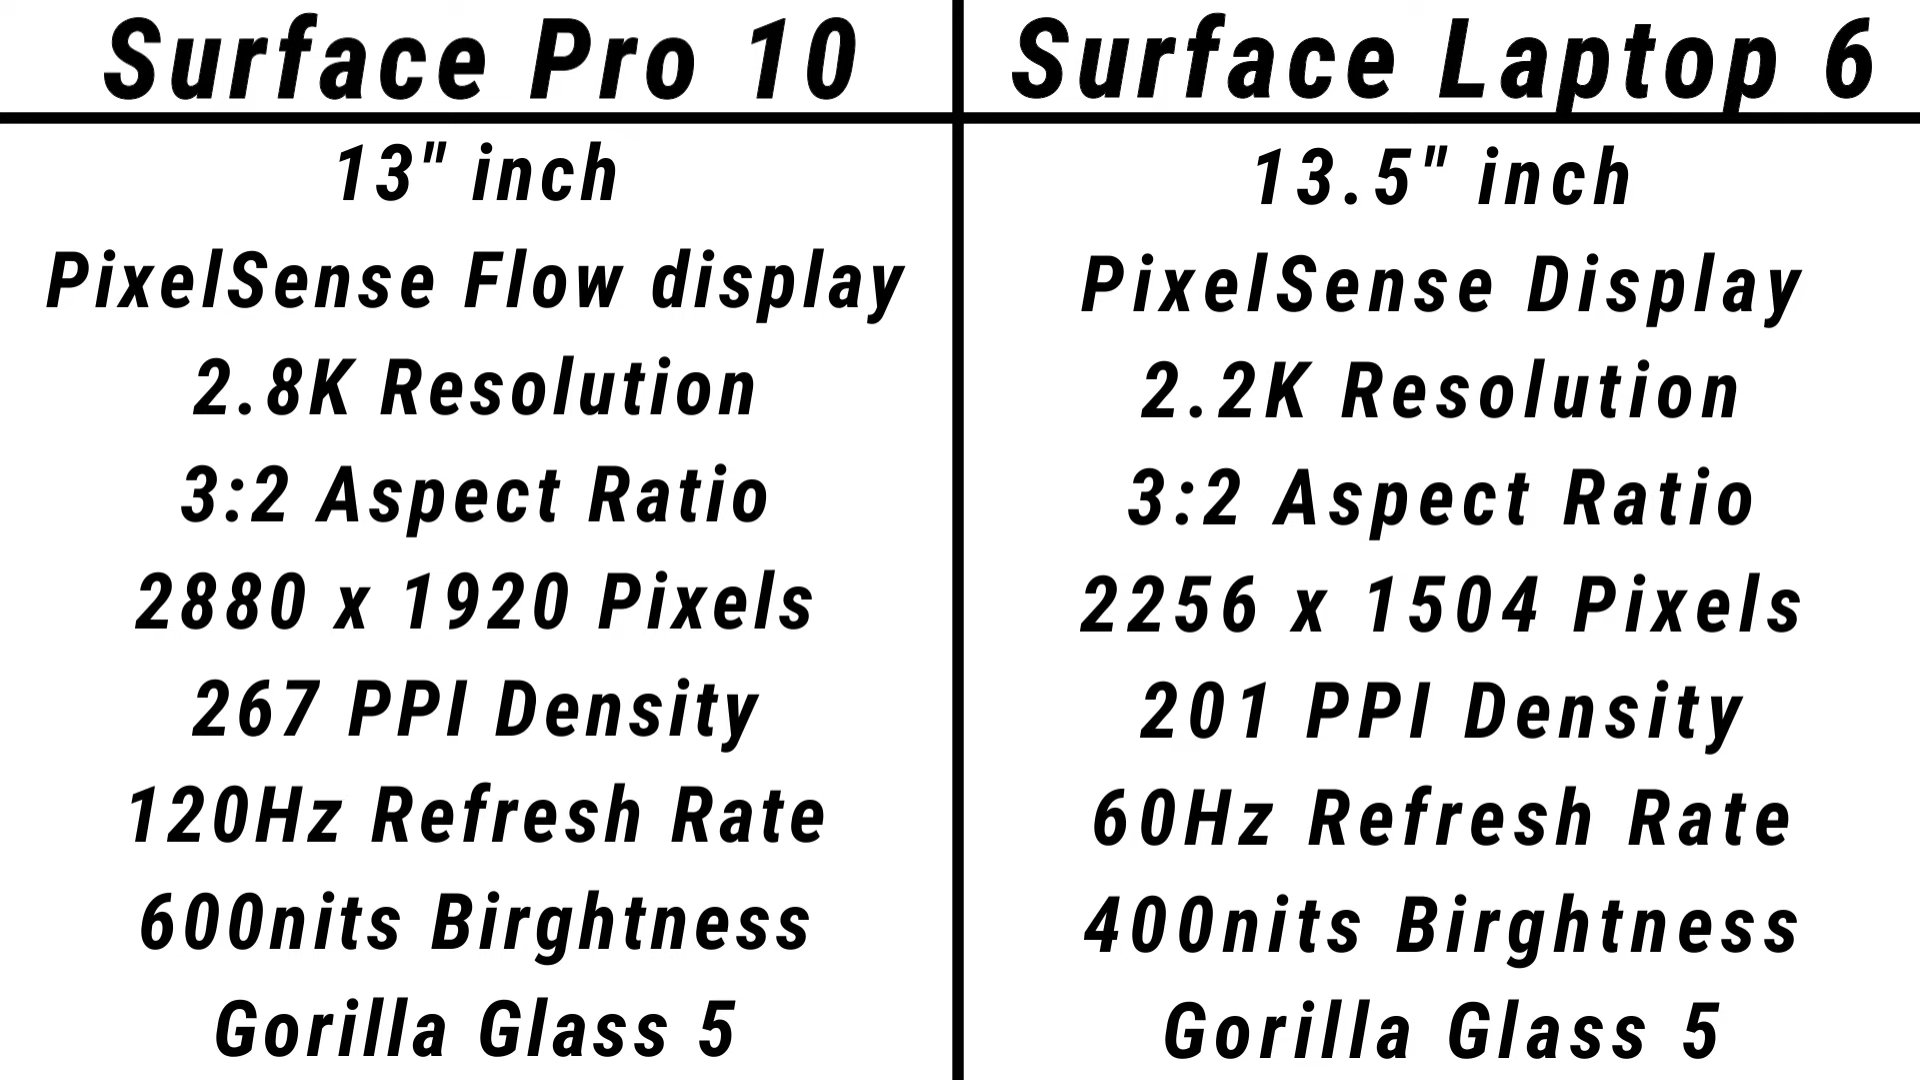 Surface Pro 10
13" inch
PixelSense Flow display
2.8K Resolution
3:2 Aspect Ratio
2880 x 1920 Pixels
267 PPI Density
120Hz Refresh Rate
600nits Birghtness
Gorilla Glass 5
Surface Laptop 6
13.5" inch
PixelSense Display
2.2K Resolution
3:2 Aspect Ratio
2256 x 1504 Pixels
201 PPI Density
60Hz Refresh Rate
400nits Birghtness
Gorilla Glass 5